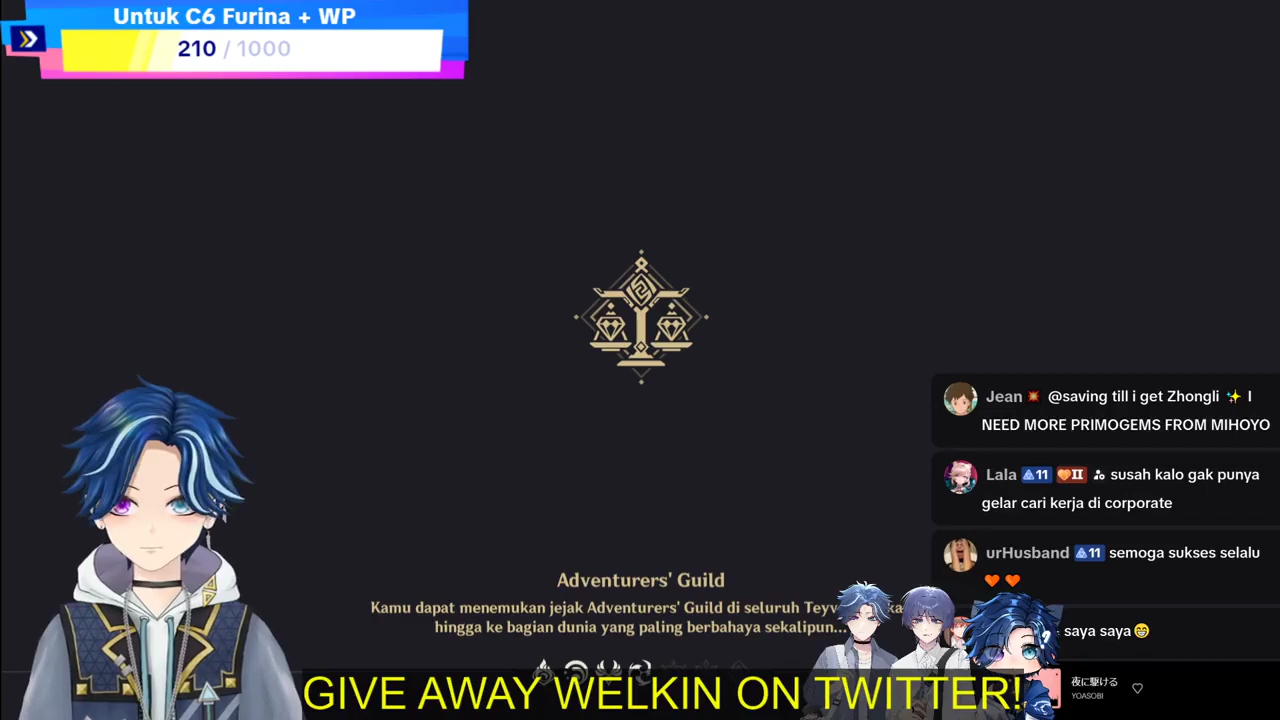 Untuk C6 Furina + WP
210 / 1000
Jean @saving till i get Zhongli ✨ I
NEED MORE PRIMOGEMS FROM MIHOYO
Lala 11 II susah kalo gak punya
gelar cari kerja di corporate
urHusband 11 semoga sukses selalu
🧡 🧡
saya saya😁
Adventurers' Guild
Kamu dapat menemukan jejak Adventurers' Guild di seluruh
hingga ke bagian dunia yang paling berbahaya sekalipun...
夜に駆ける
YOASOBI
GIVE AWAY WELKIN ON TWITTER!